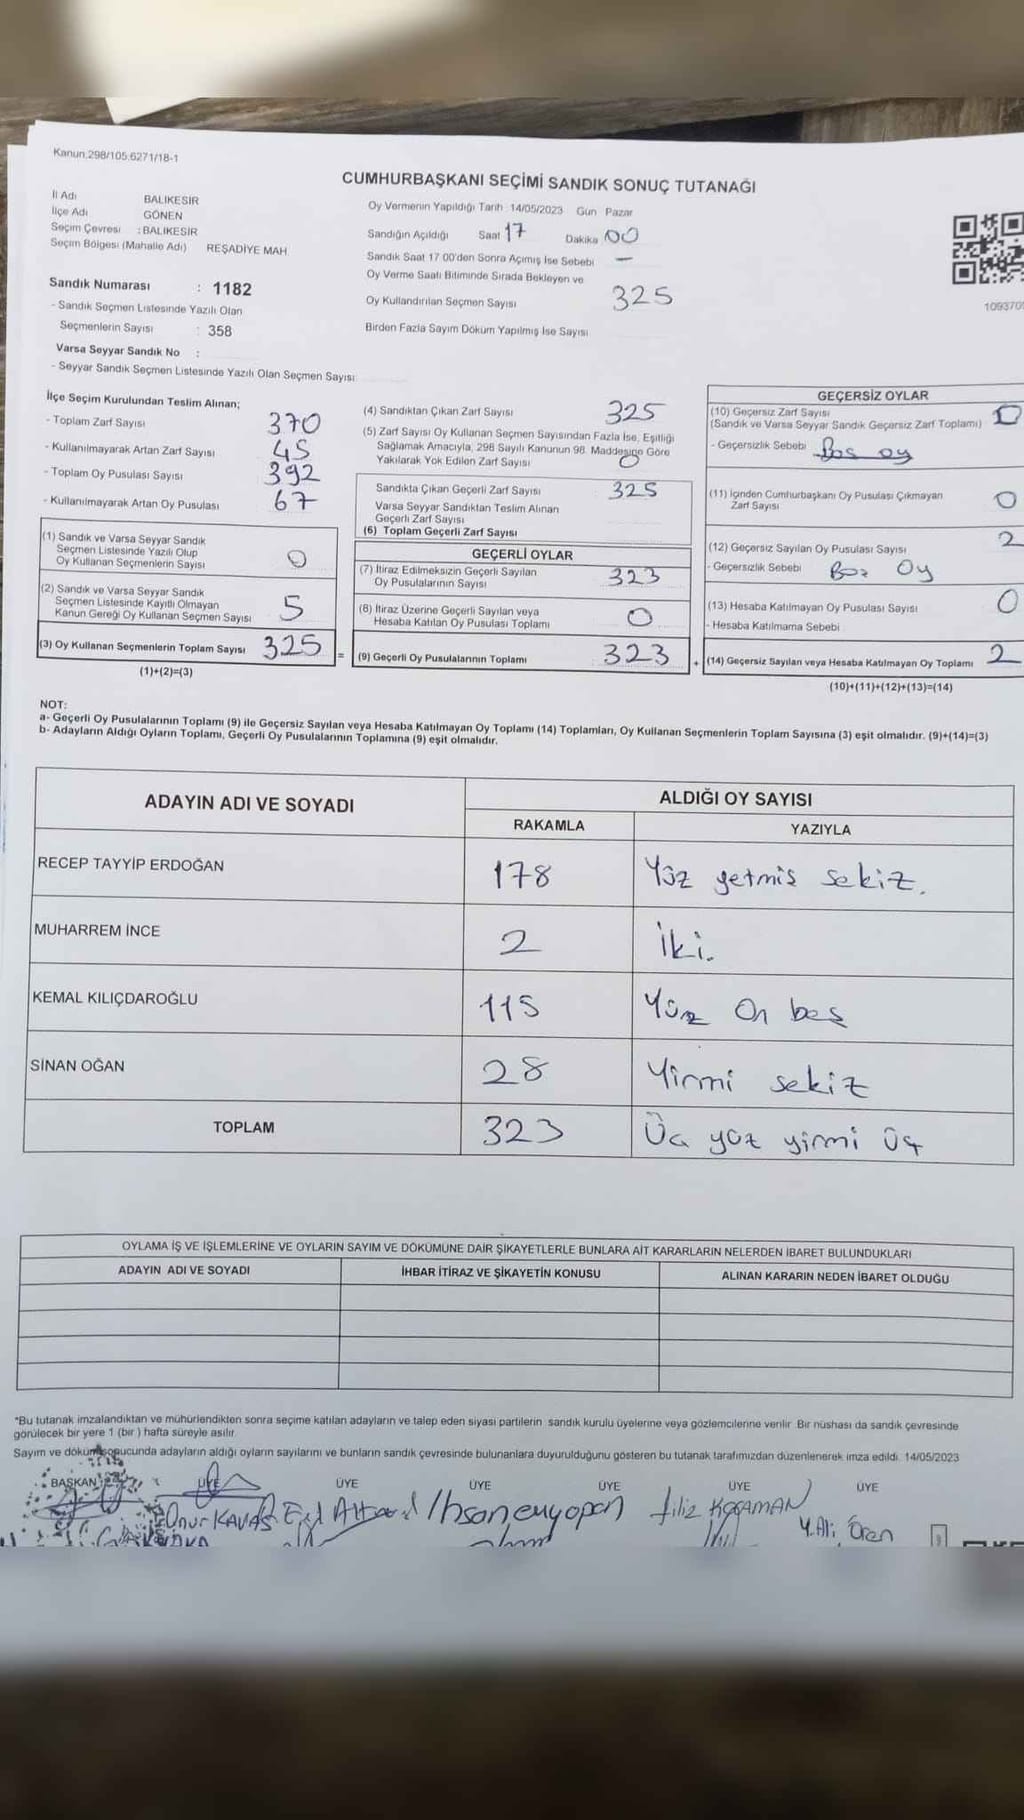 Kanun.298/105.6271/18-1
CUMHURBAŞKANI SEÇİMİ SANDIK SONUÇ TUTANAĞI
İl Adı BALIKESİR
İlçe Adı GÖNEN
Seçim Çevresi : BALIKESİR
Seçim Bölgesi (Mahalle Adı) REŞADİYE MAH
Sandık Numarası : 1182
- Sandık Seçmen Listesinde Yazılı Olan
Seçmenlerin Sayısı : 358
Varsa Seyyar Sandık No :
- Seyyar Sandık Seçmen Listesinde Yazılı Olan Seçmen Sayısı
Oy Vermenin Yapıldığı Tarih 14/05/2023 Gün Pazar
Sandığın Açıldığı Saat 17 Dakika 00
Sandık Saat 17 00'den Sonra Açımış İse Sebebi —
Oy Verme Saati Bitiminde Sırada Bekleyen ve
Oy Kullandırılan Seçmen Sayısı 325
Birden Fazla Sayım Döküm Yapılmış İse Sayısı
109370
İlçe Seçim Kurulundan Teslim Alınan;
- Toplam Zarf Sayısı 370
- Kullanılmayarak Artan Zarf Sayısı 45
- Toplam Oy Pusulası Sayısı 392
- Kullanılmayarak Artan Oy Pusulası 67
(1) Sandık ve Varsa Seyyar Sandık
Seçmen Listesinde Yazılı Olup
Oy Kullanan Seçmenlerin Sayısı 0
(2) Sandık ve Varsa Seyyar Sandık
Seçmen Listesinde Kayıtlı Olmayan
Kanun Gereği Oy Kullanan Seçmen Sayısı 5
(3) Oy Kullanan Seçmenlerin Toplam Sayısı 325 =
(1)+(2)=(3)
(4) Sandıktan Çıkan Zarf Sayısı 325
(5) Zarf Sayısı Oy Kullanan Seçmen Sayısından Fazla İse, Eşitliği
Sağlamak Amacıyla, 298 Sayılı Kanunun 98. Maddesine Göre
Yakılarak Yok Edilen Zarf Sayısı 0
Sandıkta Çıkan Geçerli Zarf Sayısı 325
Varsa Seyyar Sandıktan Teslim Alınan
Geçerli Zarf Sayısı
(6) Toplam Geçerli Zarf Sayısı
GEÇERLİ OYLAR
(7) İtiraz Edilmeksizin Geçerli Sayılan
Oy Pusulalarının Sayısı 323
(8) İtiraz Üzerine Geçerli Sayılan veya
Hesaba Katılan Oy Pusulası Toplamı 0
(9) Geçerli Oy Pusulalarının Toplamı 323 +
GEÇERSİZ OYLAR
(10) Geçersiz Zarf Sayısı
(Sandık ve Varsa Seyyar Sandık Geçersiz Zarf Toplamı) 0
- Geçersizlik Sebebi Bos oy
(11) İçinden Cumhurbaşkanı Oy Pusulası Çıkmayan
Zarf Sayısı 0
(12) Geçersiz Sayılan Oy Pusulası Sayısı 2
- Geçersizlik Sebebi Boz Oy
(13) Hesaba Katılmayan Oy Pusulası Sayısı 0
- Hesaba Katılmama Sebebi
(14) Geçersiz Sayılan veya Hesaba Katılmayan Oy Toplamı 2
(10)+(11)+(12)+(13)=(14)
NOT:
a- Geçerli Oy Pusulalarının Toplamı (9) ile Geçersiz Sayılan veya Hesaba Katılmayan Oy Toplamı (14) Toplamları, Oy Kullanan Seçmenlerin Toplam Sayısına (3) eşit olmalıdır. (9)+(14)=(3)
b- Adayların Aldığı Oyların Toplamı, Geçerli Oy Pusulalarının Toplamına (9) eşit olmalıdır.
ADAYIN ADI VE SOYADI ALDIĞI OY SAYISI
RAKAMLA YAZIYLA
RECEP TAYYİP ERDOĞAN 178 Yüz yetmiş sekiz.
MUHARREM İNCE 2 İki.
KEMAL KILIÇDAROĞLU 115 Yüz On beş
SİNAN OĞAN 28 Yirmi sekiz
TOPLAM 323 Üç yüz yirmi üç
OYLAMA İŞ VE İŞLEMLERİNE VE OYLARIN SAYIM VE DÖKÜMÜNE DAİR ŞİKAYETLERLE BUNLARA AİT KARARLARIN NELERDEN İBARET BULUNDUKLARI
ADAYIN ADI VE SOYADI İHBAR İTİRAZ VE ŞİKAYETİN KONUSU ALINAN KARARIN NEDEN İBARET OLDUĞU
*Bu tutanak imzalandıktan ve mühürlendikten sonra seçime katılan adayların ve talep eden siyasi partilerin sandık kurulu üyelerine veya gözlemcilerine verilir. Bir nüshası da sandık çevresinde
görülecek bir yere 1 (bir ) hafta süreyle asılır.
Sayım ve döküm sonucunda adayların aldığı oyların sayılarını ve bunların sandık çevresinde bulunanlara duyurulduğunu gösteren bu tutanak tarafımızdan düzenlenerek imza edildi. 14/05/2023
BAŞKAN ÜYE ÜYE ÜYE ÜYE ÜYE ÜYE
Onur KAVAS Filiz KOCAMAN Y.Ali Ören